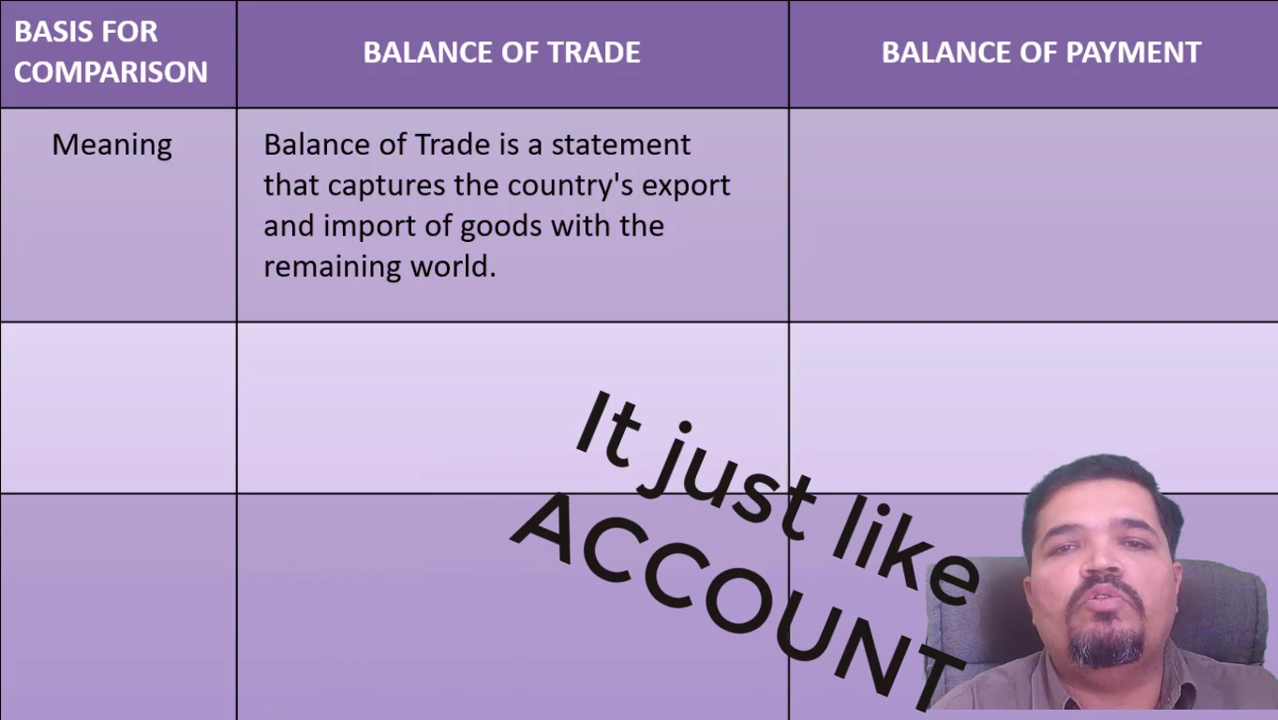 BASIS FOR
COMPARISON
BALANCE OF TRADE
BALANCE OF PAYMENT
Meaning
Balance of Trade is a statement
that captures the country's export
and import of goods with the
remaining world.
It just like
ACCOUNT